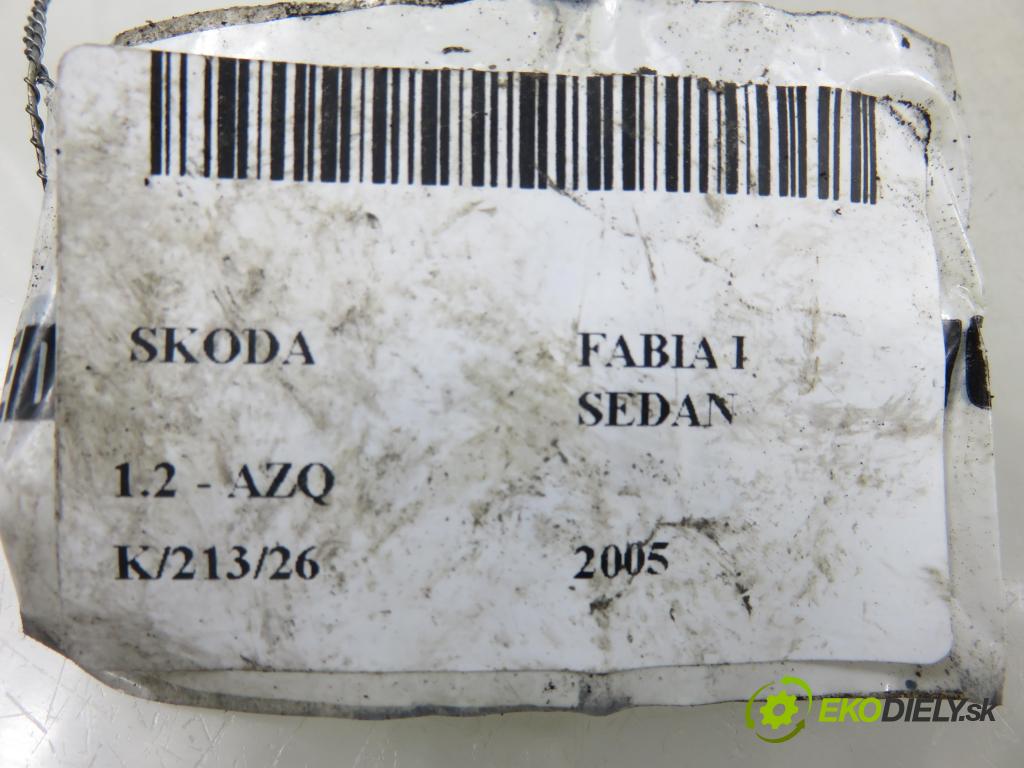 SKODA FABIA I
SEDAN
1.2 - AZQ
K/213/26 2005
EKODIELY.sk